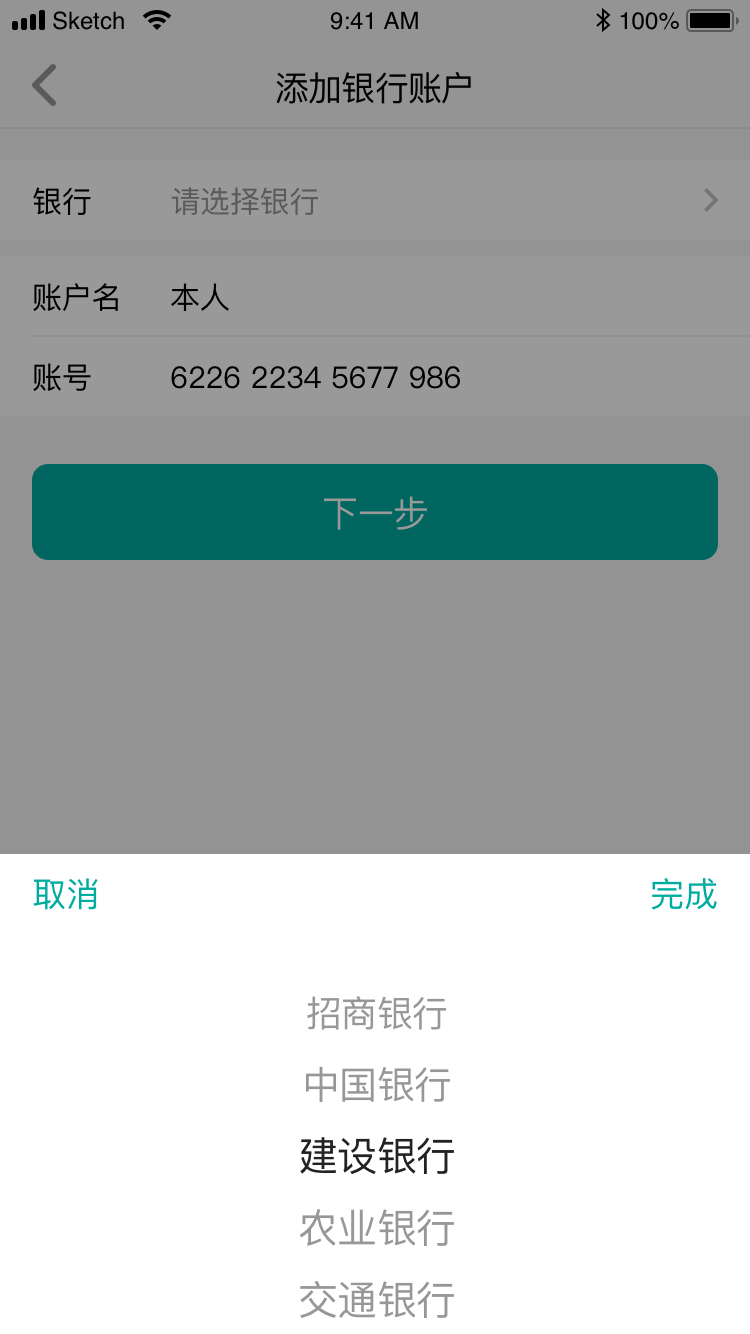 Sketch 9:41 AM 100%
添加银行账户
银行 请选择银行
账户名 本人
账号 6226 2234 5677 986
下一步
取消 完成
招商银行
中国银行
建设银行
农业银行
交通银行